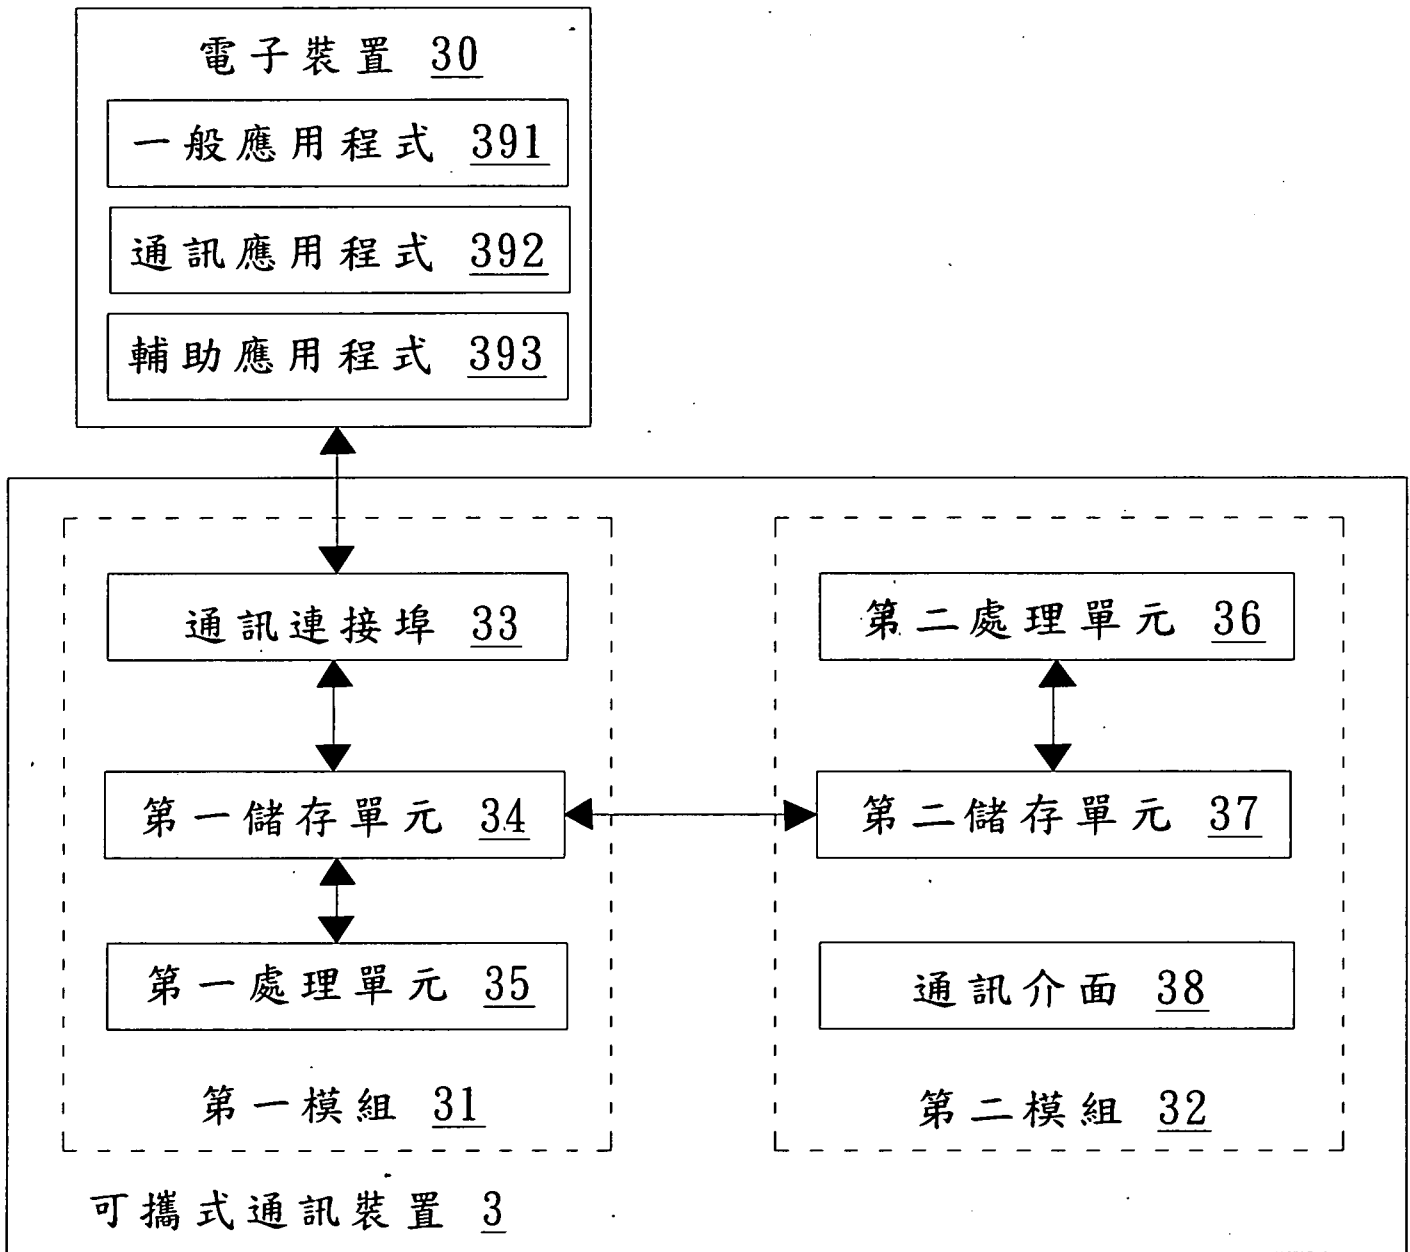 電子裝置 30
一般應用程式 391
通訊應用程式 392
輔助應用程式 393
通訊連接埠 33
第一儲存單元 34
第一處理單元 35
第一模組 31
第二處理單元 36
第二儲存單元 37
通訊介面 38
第二模組 32
可攜式通訊裝置 3